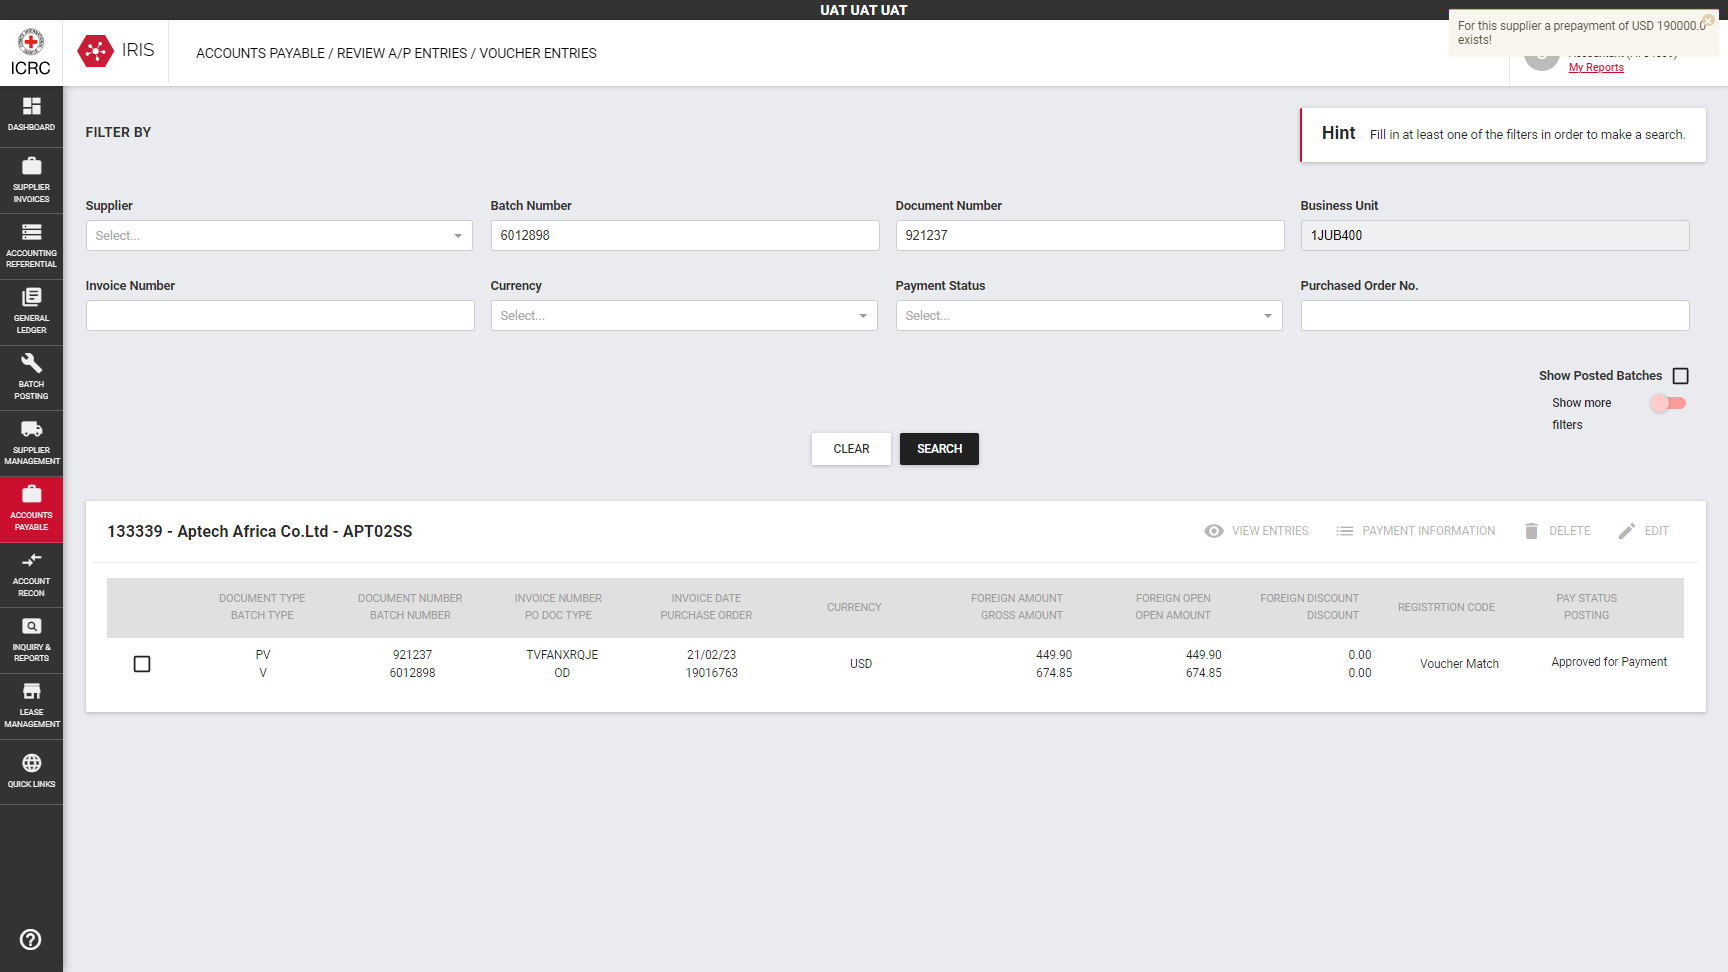 UAT UAT UAT
ICRC
IRIS
ACCOUNTS PAYABLE / REVIEW A/P ENTRIES / VOUCHER ENTRIES
For this supplier a prepayment of USD 190000.0
exists!
My Reports
DASHBOARD
SUPPLIER
INVOICES
ACCOUNTING
REFERENTIAL
GENERAL
LEDGER
BATCH
POSTING
SUPPLIER
MANAGEMENT
ACCOUNTS
PAYABLE
ACCOUNT
RECON
INQUIRY &
REPORTS
LEASE
MANAGEMENT
QUICK LINKS
FILTER BY
Hint Fill in at least one of the filters in order to make a search.
Supplier Batch Number Document Number Business Unit
Select... 6012898 921237 1JUB400
Invoice Number Currency Payment Status Purchased Order No.
Select... Select...
Show Posted Batches
Show more
filters
CLEAR SEARCH
133339 - Aptech Africa Co.Ltd - APT02SS
VIEW ENTRIES PAYMENT INFORMATION DELETE EDIT
DOCUMENT TYPE DOCUMENT NUMBER INVOICE NUMBER INVOICE DATE CURRENCY FOREIGN AMOUNT FOREIGN OPEN FOREIGN DISCOUNT REGISTRTION CODE PAY STATUS
BATCH TYPE BATCH NUMBER PO DOC TYPE PURCHASE ORDER GROSS AMOUNT OPEN AMOUNT DISCOUNT POSTING
PV 921237 TVFANXRQJE 21/02/23 USD 449.90 449.90 0.00 Voucher Match Approved for Payment
V 6012898 OD 19016763 674.85 674.85 0.00